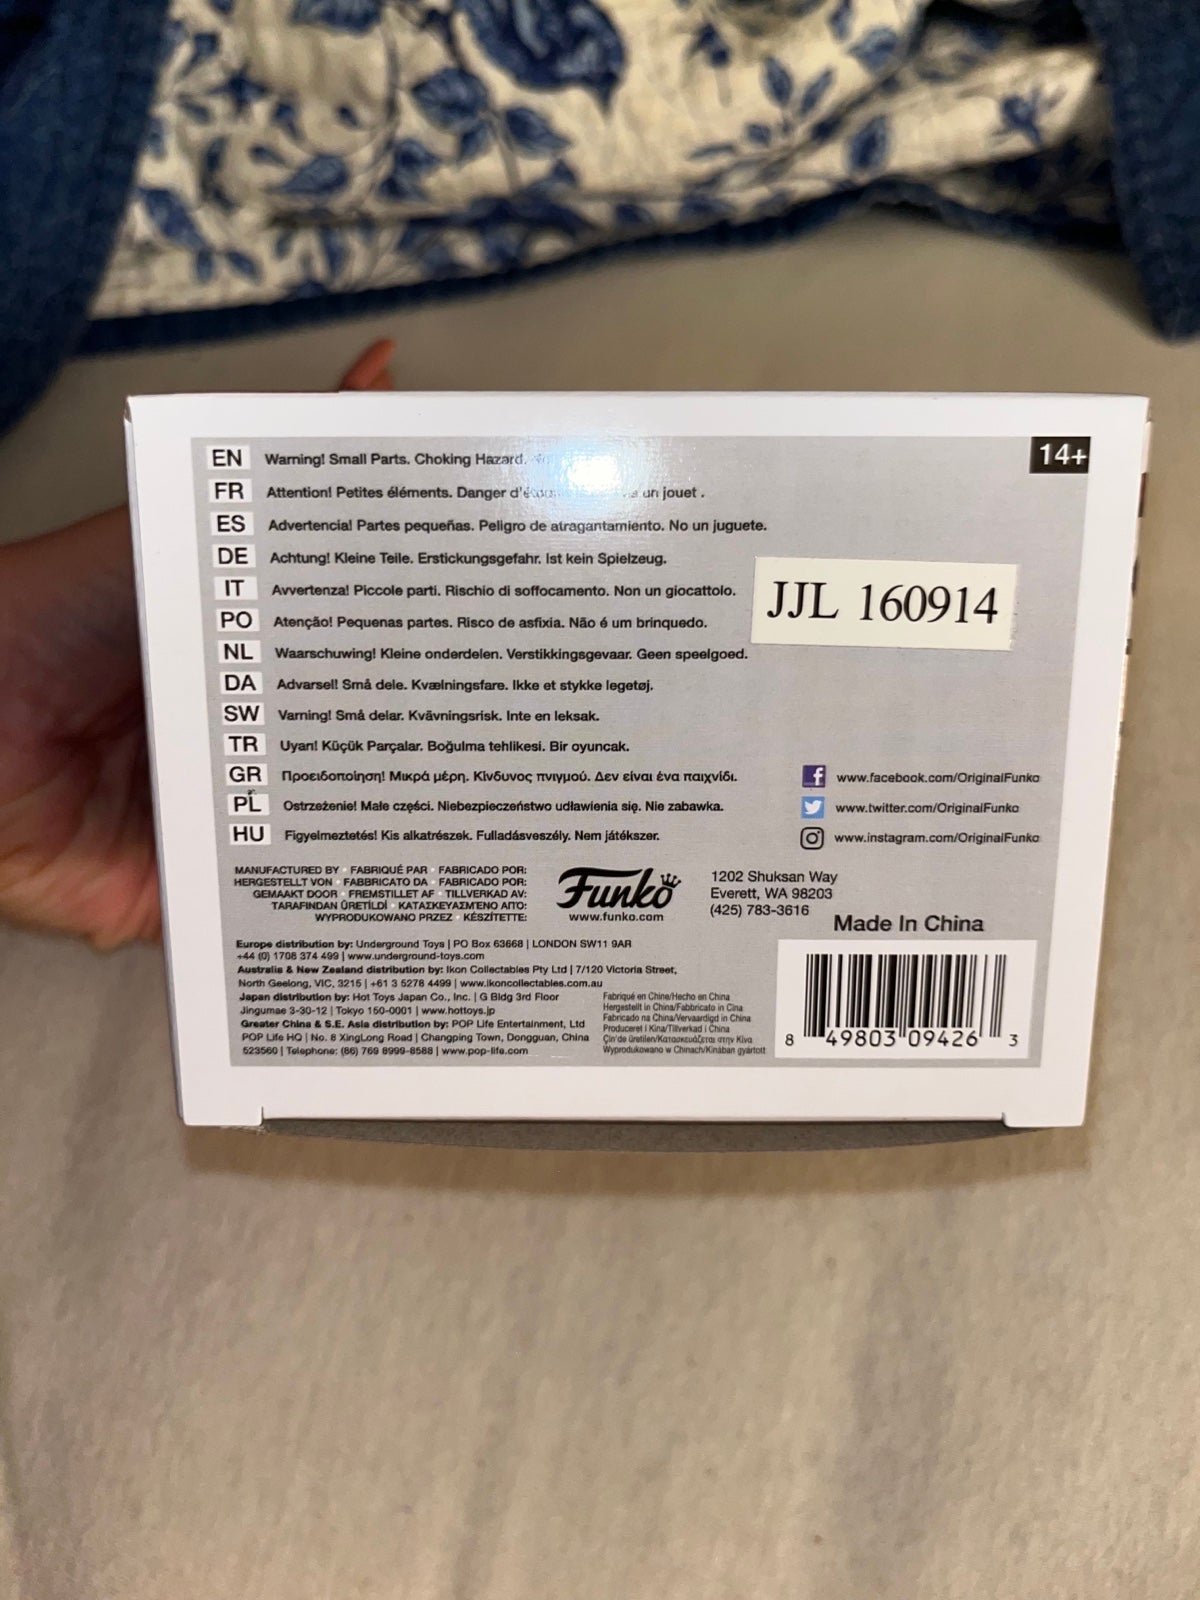 EN Warning! Small Parts. Choking Hazard.
14+
FR Attention! Petites éléments. Danger un jouet .
ES Advertencia! Partes pequeñas. Peligro de atragantamiento. No un juguete.
DE Achtung! Kleine Teile. Erstickungsgefahr. Ist kein Spielzeug.
IT Avvertenza! Piccole parti. Rischio di soffocamento. Non un giocattolo.
JJL 160914
PO Atenção! Pequenas partes. Risco de asfixia. Não é um brinquedo.
NL Waarschuwing! Kleine onderdelen. Verstikkingsgevaar. Geen speelgoed.
DA Advarsel! Små dele. Kvælningsfare. Ikke et stykke legetøj.
SW Varning! Små delar. Kvävningsrisk. Inte en leksak.
TR Uyarı! Küçük Parçalar. Boğulma tehlikesi. Bir oyuncak.
GR Προειδοποίηση! Μικρά μέρη. Κίνδυνος πνιγμού. Δεν είναι ένα παιχνίδι.
PL Ostrzeżenie! Małe części. Niebezpieczeństwo udławienia się. Nie zabawka.
HU Figyelmeztetés! Kis alkatrészek. Fulladásveszély. Nem játékszer.
www.facebook.com/OriginalFunko
www.twitter.com/OriginalFunko
www.instagram.com/OriginalFunko
MANUFACTURED BY · FABRIQUÉ PAR · FABRICADO POR:
HERGESTELLT VON · FABBRICATO DA · FABRICADO POR:
GEMAAKT DOOR · FREMSTILLET AF · TILLVERKAD AV:
TARAFINDAN ÜRETİLDİ · ΚΑΤΑΣΚΕΥΑΣΜΈΝΟ ΑΠΌ:
WYPRODUKOWANO PRZEZ · KÉSZÍTETTE:
Funko
www.funko.com
1202 Shuksan Way
Everett, WA 98203
(425) 783-3616
Made In China
Europe distribution by: Underground Toys | PO Box 63668 | LONDON SW11 9AR
+44 (0) 1708 374 499 | www.underground-toys.com
Australia & New Zealand distribution by: Ikon Collectables Pty Ltd | 7/120 Victoria Street,
North Geelong, VIC, 3215 | +61 3 5278 4499 | www.ikoncollectables.com.au
Japan distribution by: Hot Toys Japan Co., Inc. | G Bldg 3rd Floor
Jingumae 3-30-12 | Tokyo 150-0001 | www.hottoys.jp
Greater China & S.E. Asia distribution by: POP Life Entertainment, Ltd
POP Life HQ | No. 8 XingLong Road | Changping Town, Dongguan, China
523560 | Telephone: (86) 769 8999-8588 | www.pop-life.com
Fabriqué en Chine/Hecho en China
Hergestellt in China/Fabbricato in Cina
Fabricado na China/Vervaardigd in China
Produceret i Kina/Tillverkad i China
Çin'de üretilen/Κατασκευάζεται στην Κίνα
Wyprodukowano w Chinach/Kínában gyártott
8 49803 09426 3